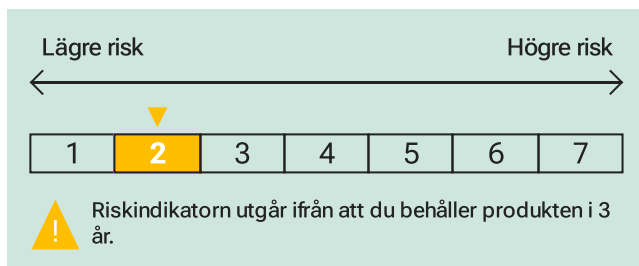 Lägre risk Högre risk
1 2 3 4 5 6 7
Riskindikatorn utgår ifrån att du behåller produkten i 3
år.